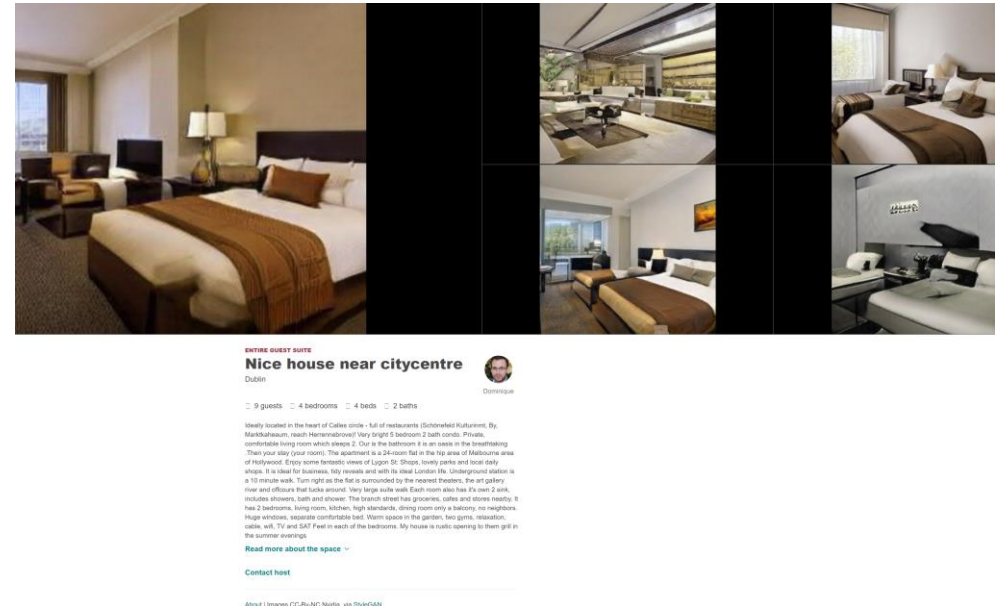 ENTIRE GUEST SUITE
Nice house near citycentre
Dublin
Dominique
9 guests 4 bedrooms 4 beds 2 baths
Ideally located in the heart of Calles circle - full of restaurants (Schönefeld Kulturinmt, By,
Marktkaheaum, reach Herrennebrove)! Very bright 5 bedroom 2 bath condo. Private,
comfortable living room which sleeps 2. Our is the bathroom it is an oasis in the breathtaking
.Then your stay (your room). The apartment is a 24-room flat in the hip area of Melbourne area
of Hollywood. Enjoy some fantastic views of Lygon St. Shops, lovely parks and local daily
shops. It is ideal for business, tidy reveals and with its ideal London life. Underground station is
a 10 minute walk. Turn right as the flat is surrounded by the nearest theaters, the art gallery
river and offcours that tucks around. Very large suite walk Each room also has it's own 2 sink,
includes showers, bath and shower. The branch street has groceries, cafes and stores nearby. It
has 2 bedrooms, living room, kitchen, high standards, dining room only a balcony, no neighbors.
Huge windows, separate comfortable bed. Warm space in the garden, two gyms, relaxation,
cable, wifi, TV and SAT Feel in each of the bedrooms. My house is rustic opening to them grill in
the summer evenings
Read more about the space
Contact host
About | Images CC-By-NC Nvidia, via StyleGAN